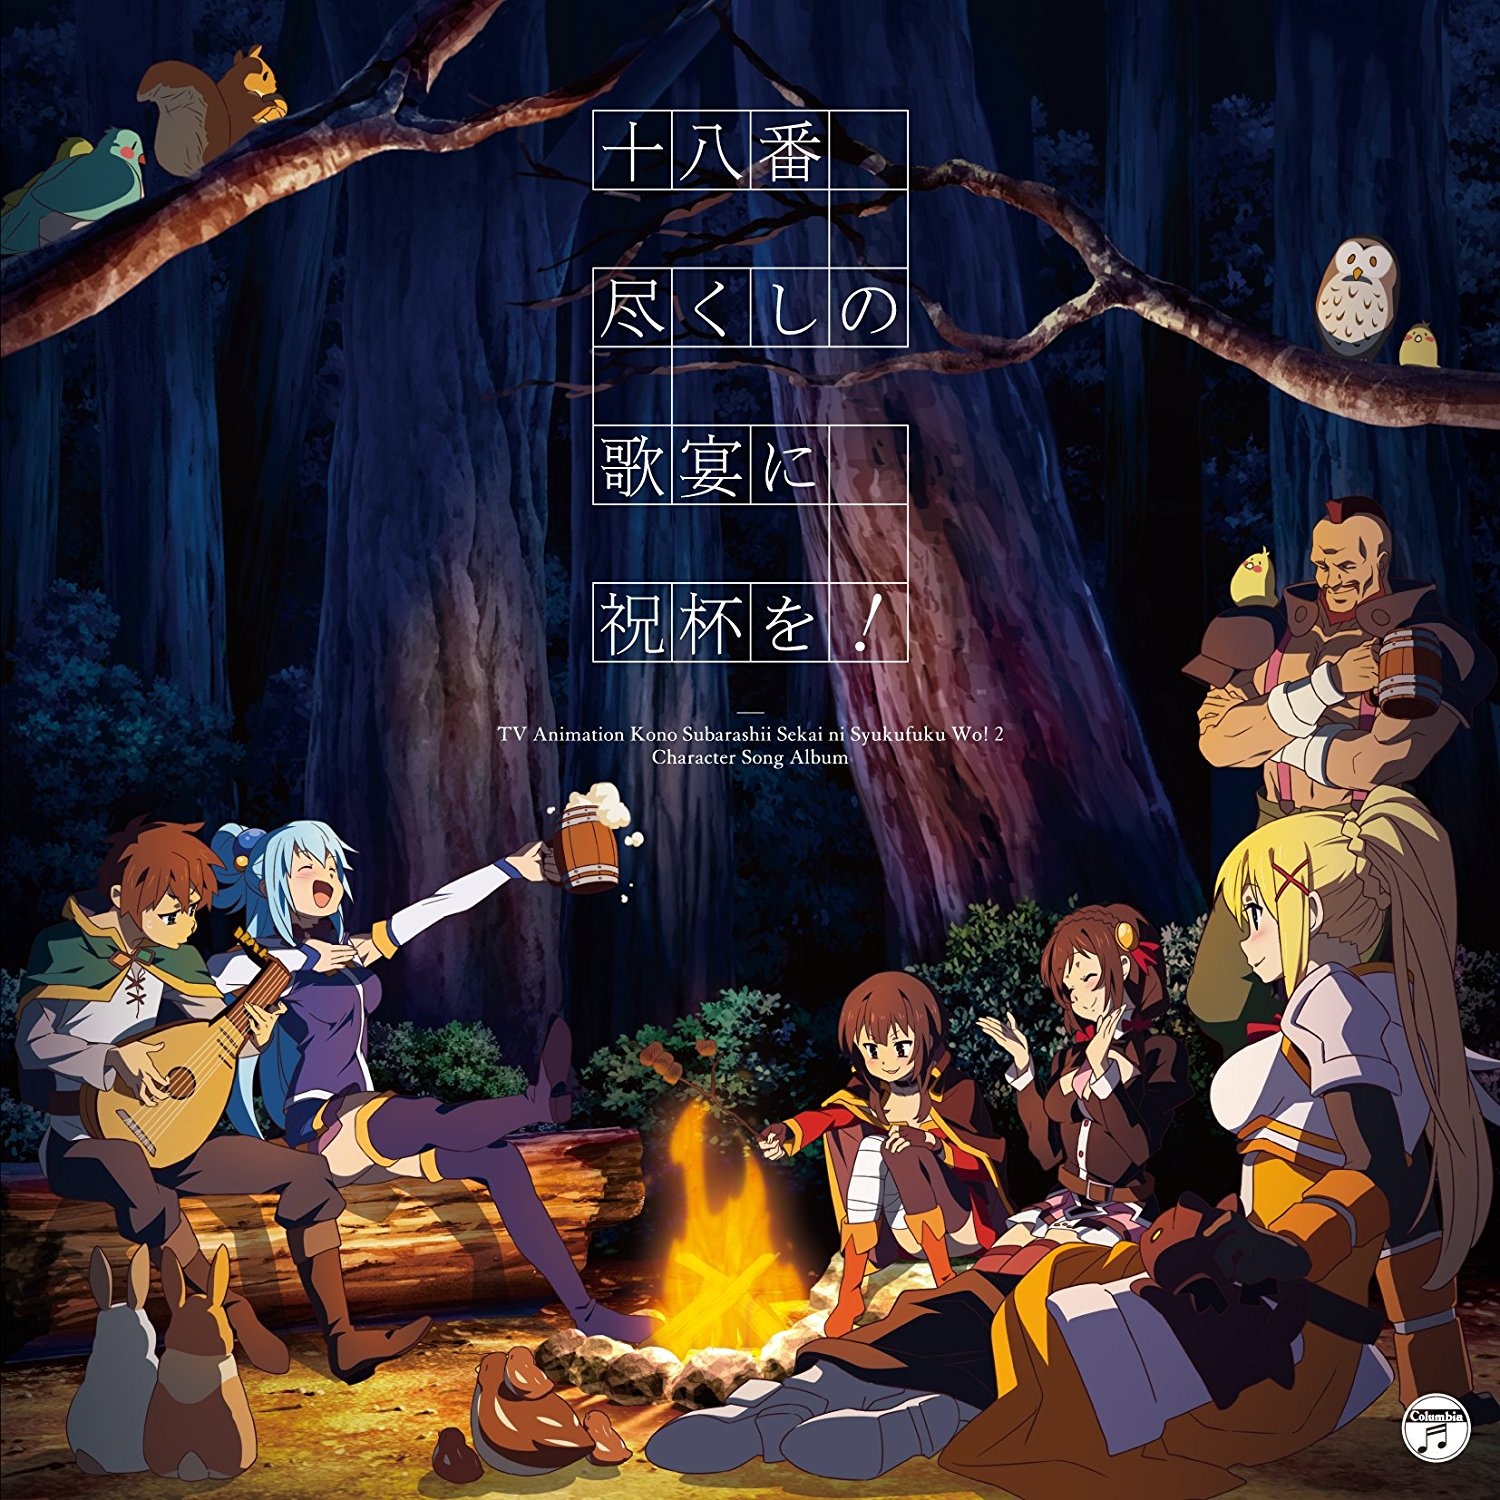 十八番
尽くしの
歌宴に
祝杯を!
TV Animation Kono Subarashii Sekai ni Syukufuku Wo! 2
Character Song Album
Columbia